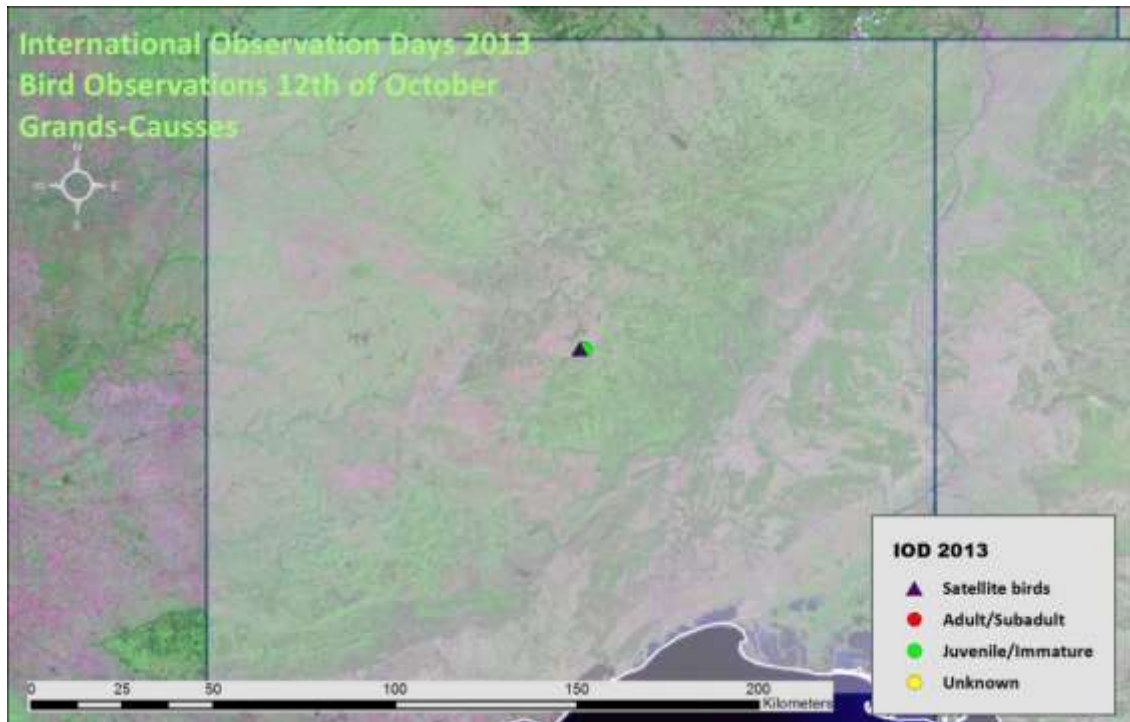 International Observation Days 2013
Bird Observations 12th of October
Grands-Causses
N
E
S
IOD 2013
Satellite birds
Adult/Subadult
Juvenile/Immature
Unknown
0 25 50 100 150 200
Kilometers